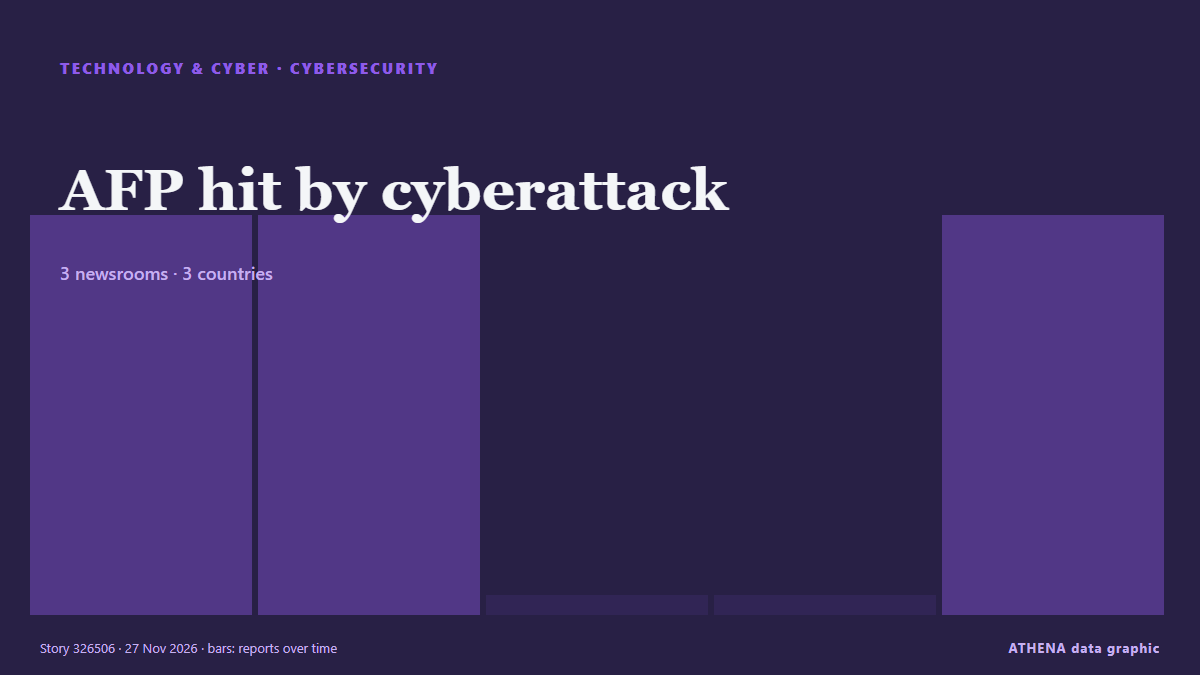 TECHNOLOGY & CYBER · CYBERSECURITY
AFP hit by cyberattack
3 newsrooms · 3 countries
Story 326506 · 27 Nov 2026 · bars: reports over time
ATHENA data graphic